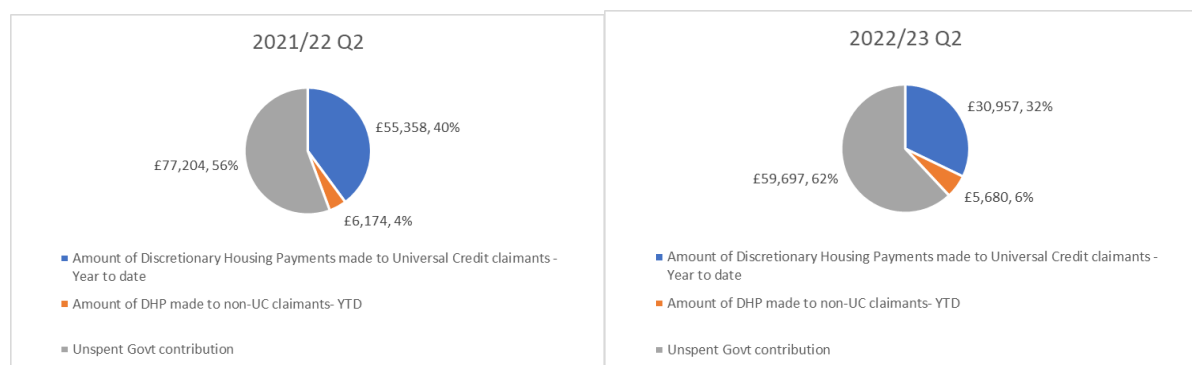 2021/22 Q2
£55,358, 40%
£77,204, 56%
£6,174, 4%
Amount of Discretionary Housing Payments made to Universal Credit claimants -
Year to date
Amount of DHP made to non-UC claimants- YTD
Unspent Govt contribution
2022/23 Q2
£30,957, 32%
£59,697, 62%
£5,680, 6%
Amount of Discretionary Housing Payments made to Universal Credit claimants -
Year to date
Amount of DHP made to non-UC claimants- YTD
Unspent Govt contribution